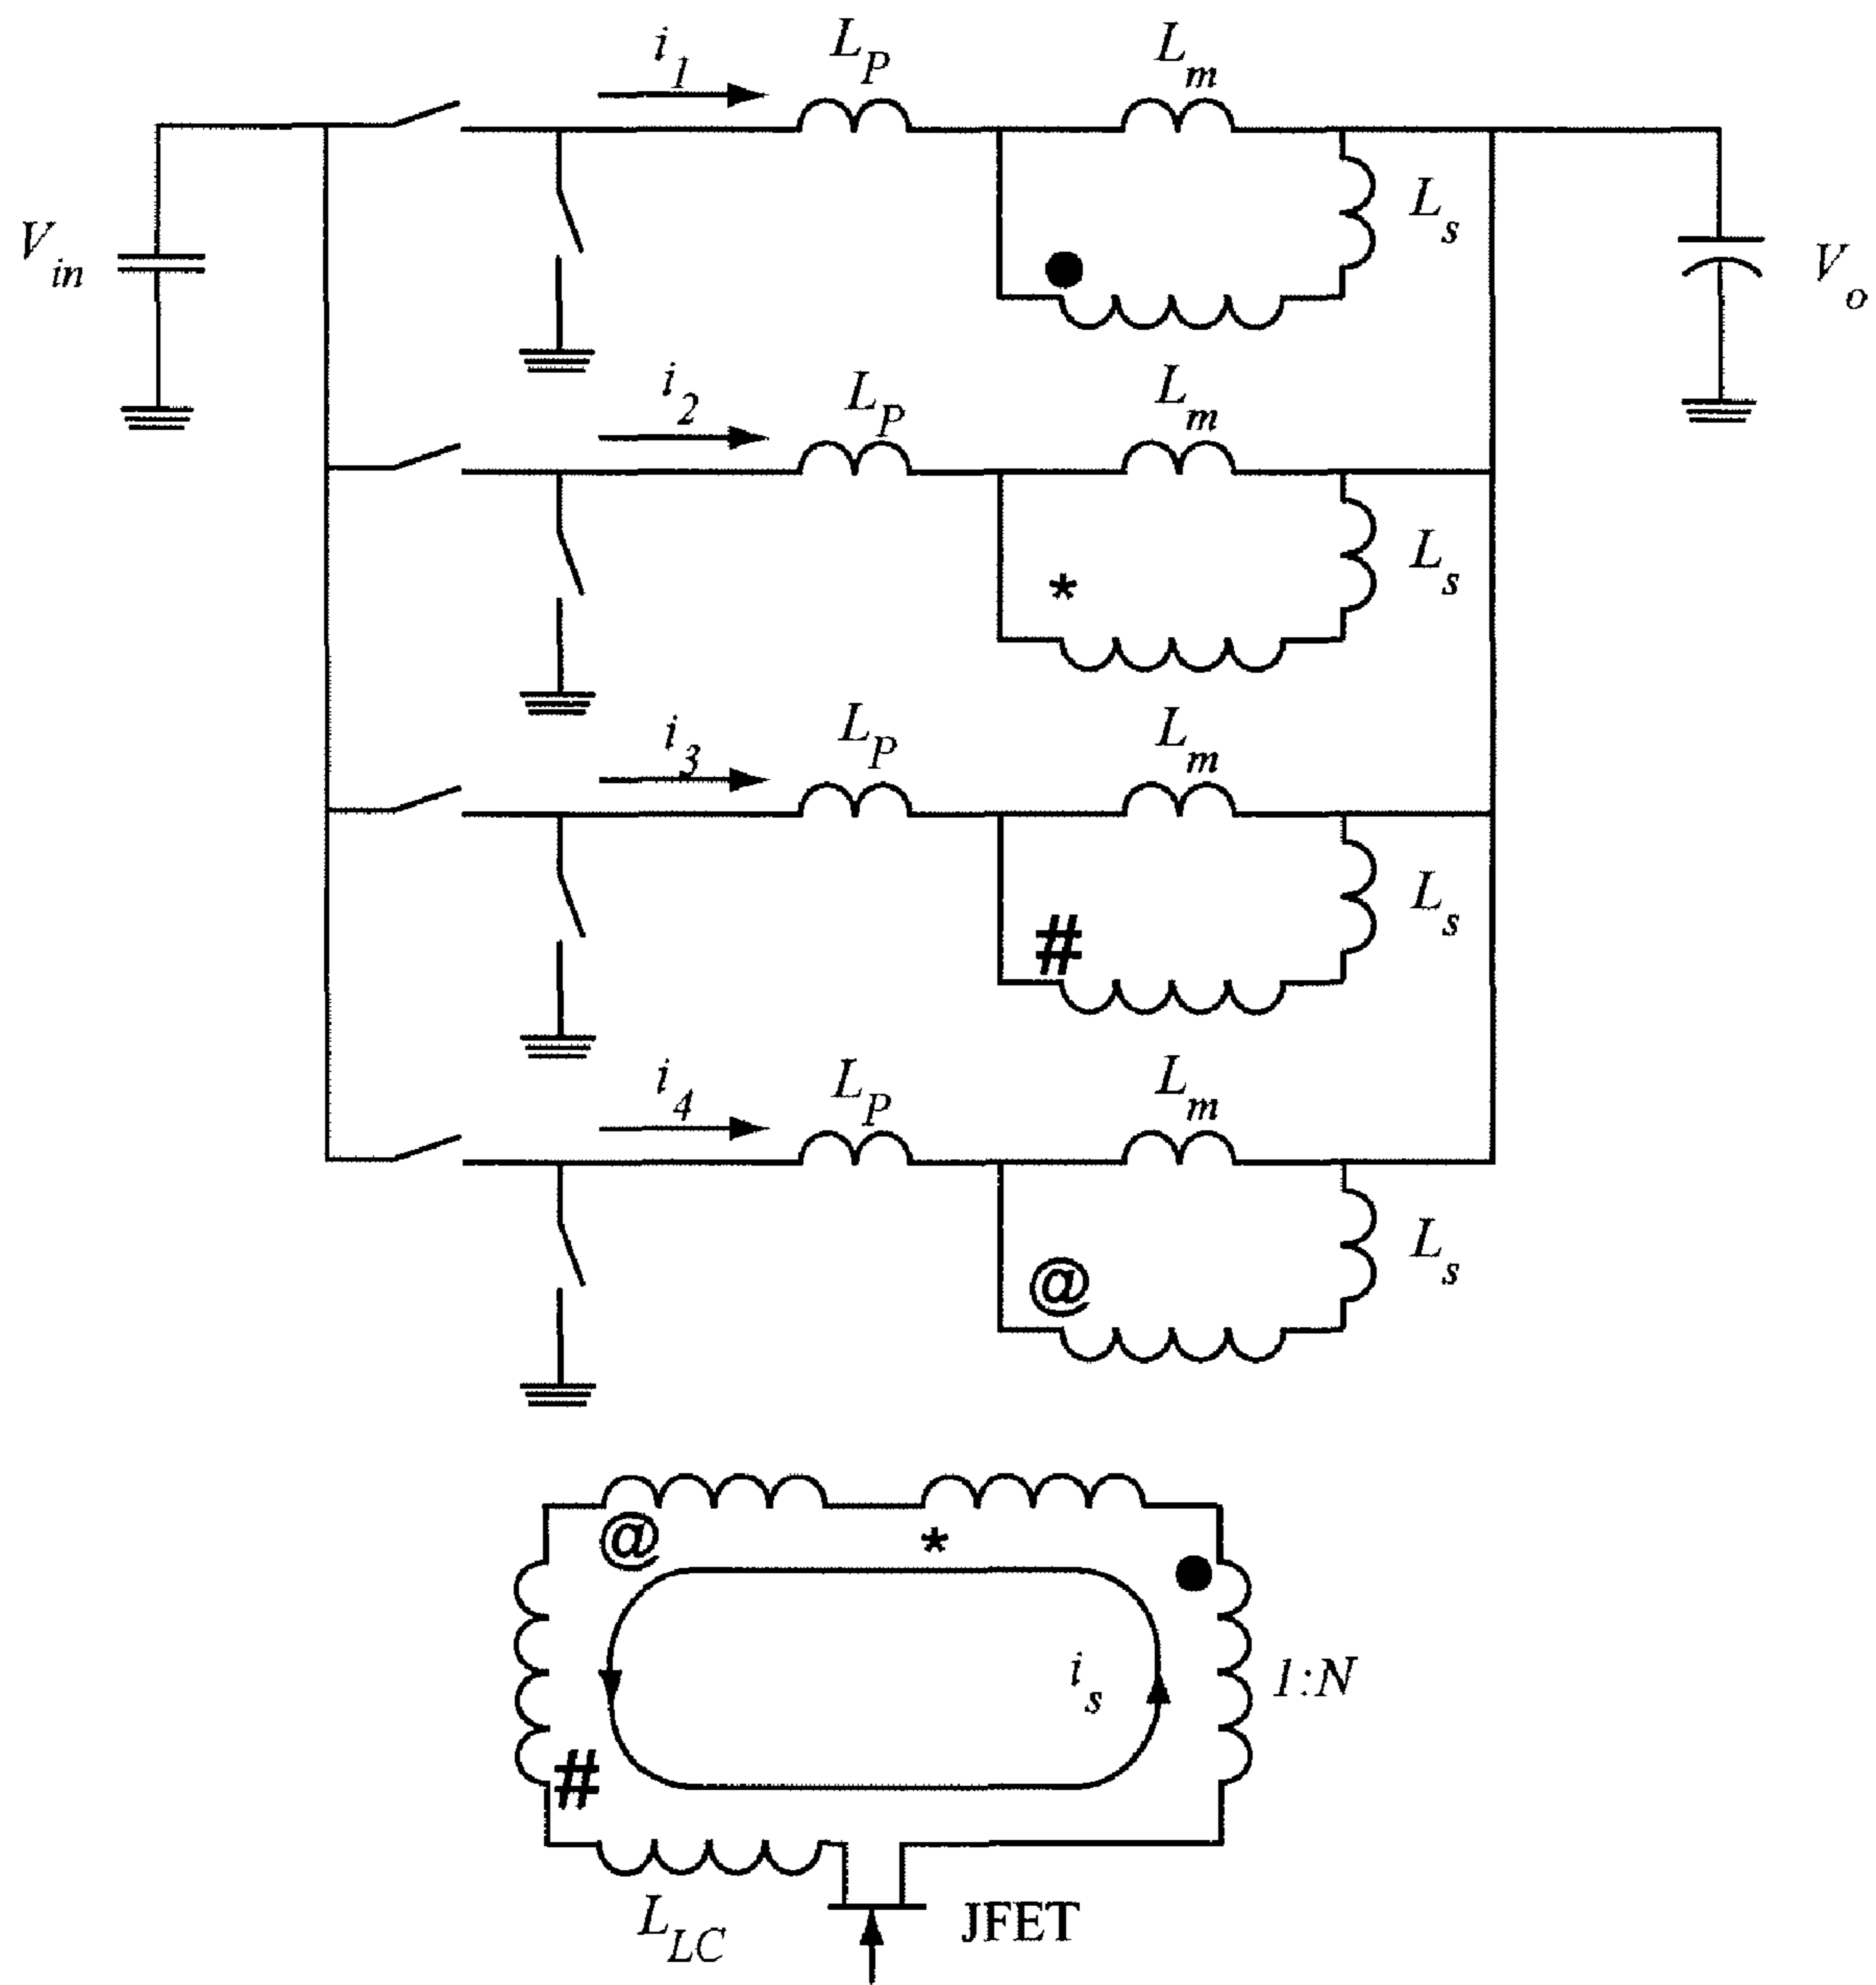 i1 LP Lm
Vin Ls Vo
●
i2 LP Lm
Ls
*
i3 LP Lm
Ls
#
i4 LP Lm
Ls
@
@ * ●
is 1:N
#
LLC JFET